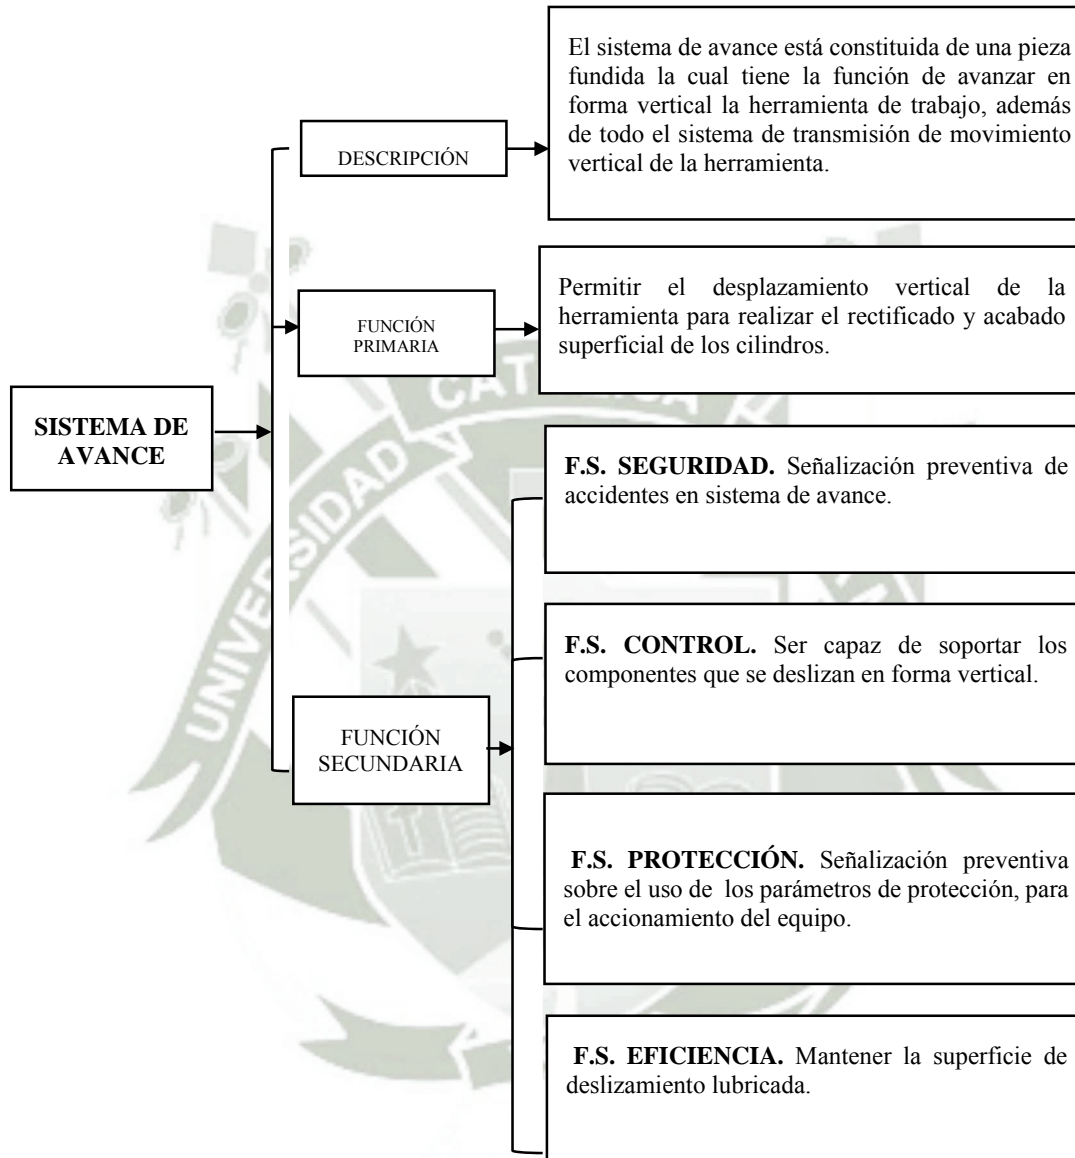 El sistema de avance está constituida de una pieza
fundida la cual tiene la función de avanzar en
forma vertical la herramienta de trabajo, además
de todo el sistema de transmisión de movimiento
vertical de la herramienta.
DESCRIPCIÓN
Permitir el desplazamiento vertical de la
herramienta para realizar el rectificado y acabado
superficial de los cilindros.
FUNCIÓN
PRIMARIA
SISTEMA DE
AVANCE
F.S. SEGURIDAD. Señalización preventiva de
accidentes en sistema de avance.
F.S. CONTROL. Ser capaz de soportar los
componentes que se deslizan en forma vertical.
FUNCIÓN
SECUNDARIA
F.S. PROTECCIÓN. Señalización preventiva
sobre el uso de los parámetros de protección, para
el accionamiento del equipo.
F.S. EFICIENCIA. Mantener la superficie de
deslizamiento lubricada.
UNIVERSIDAD